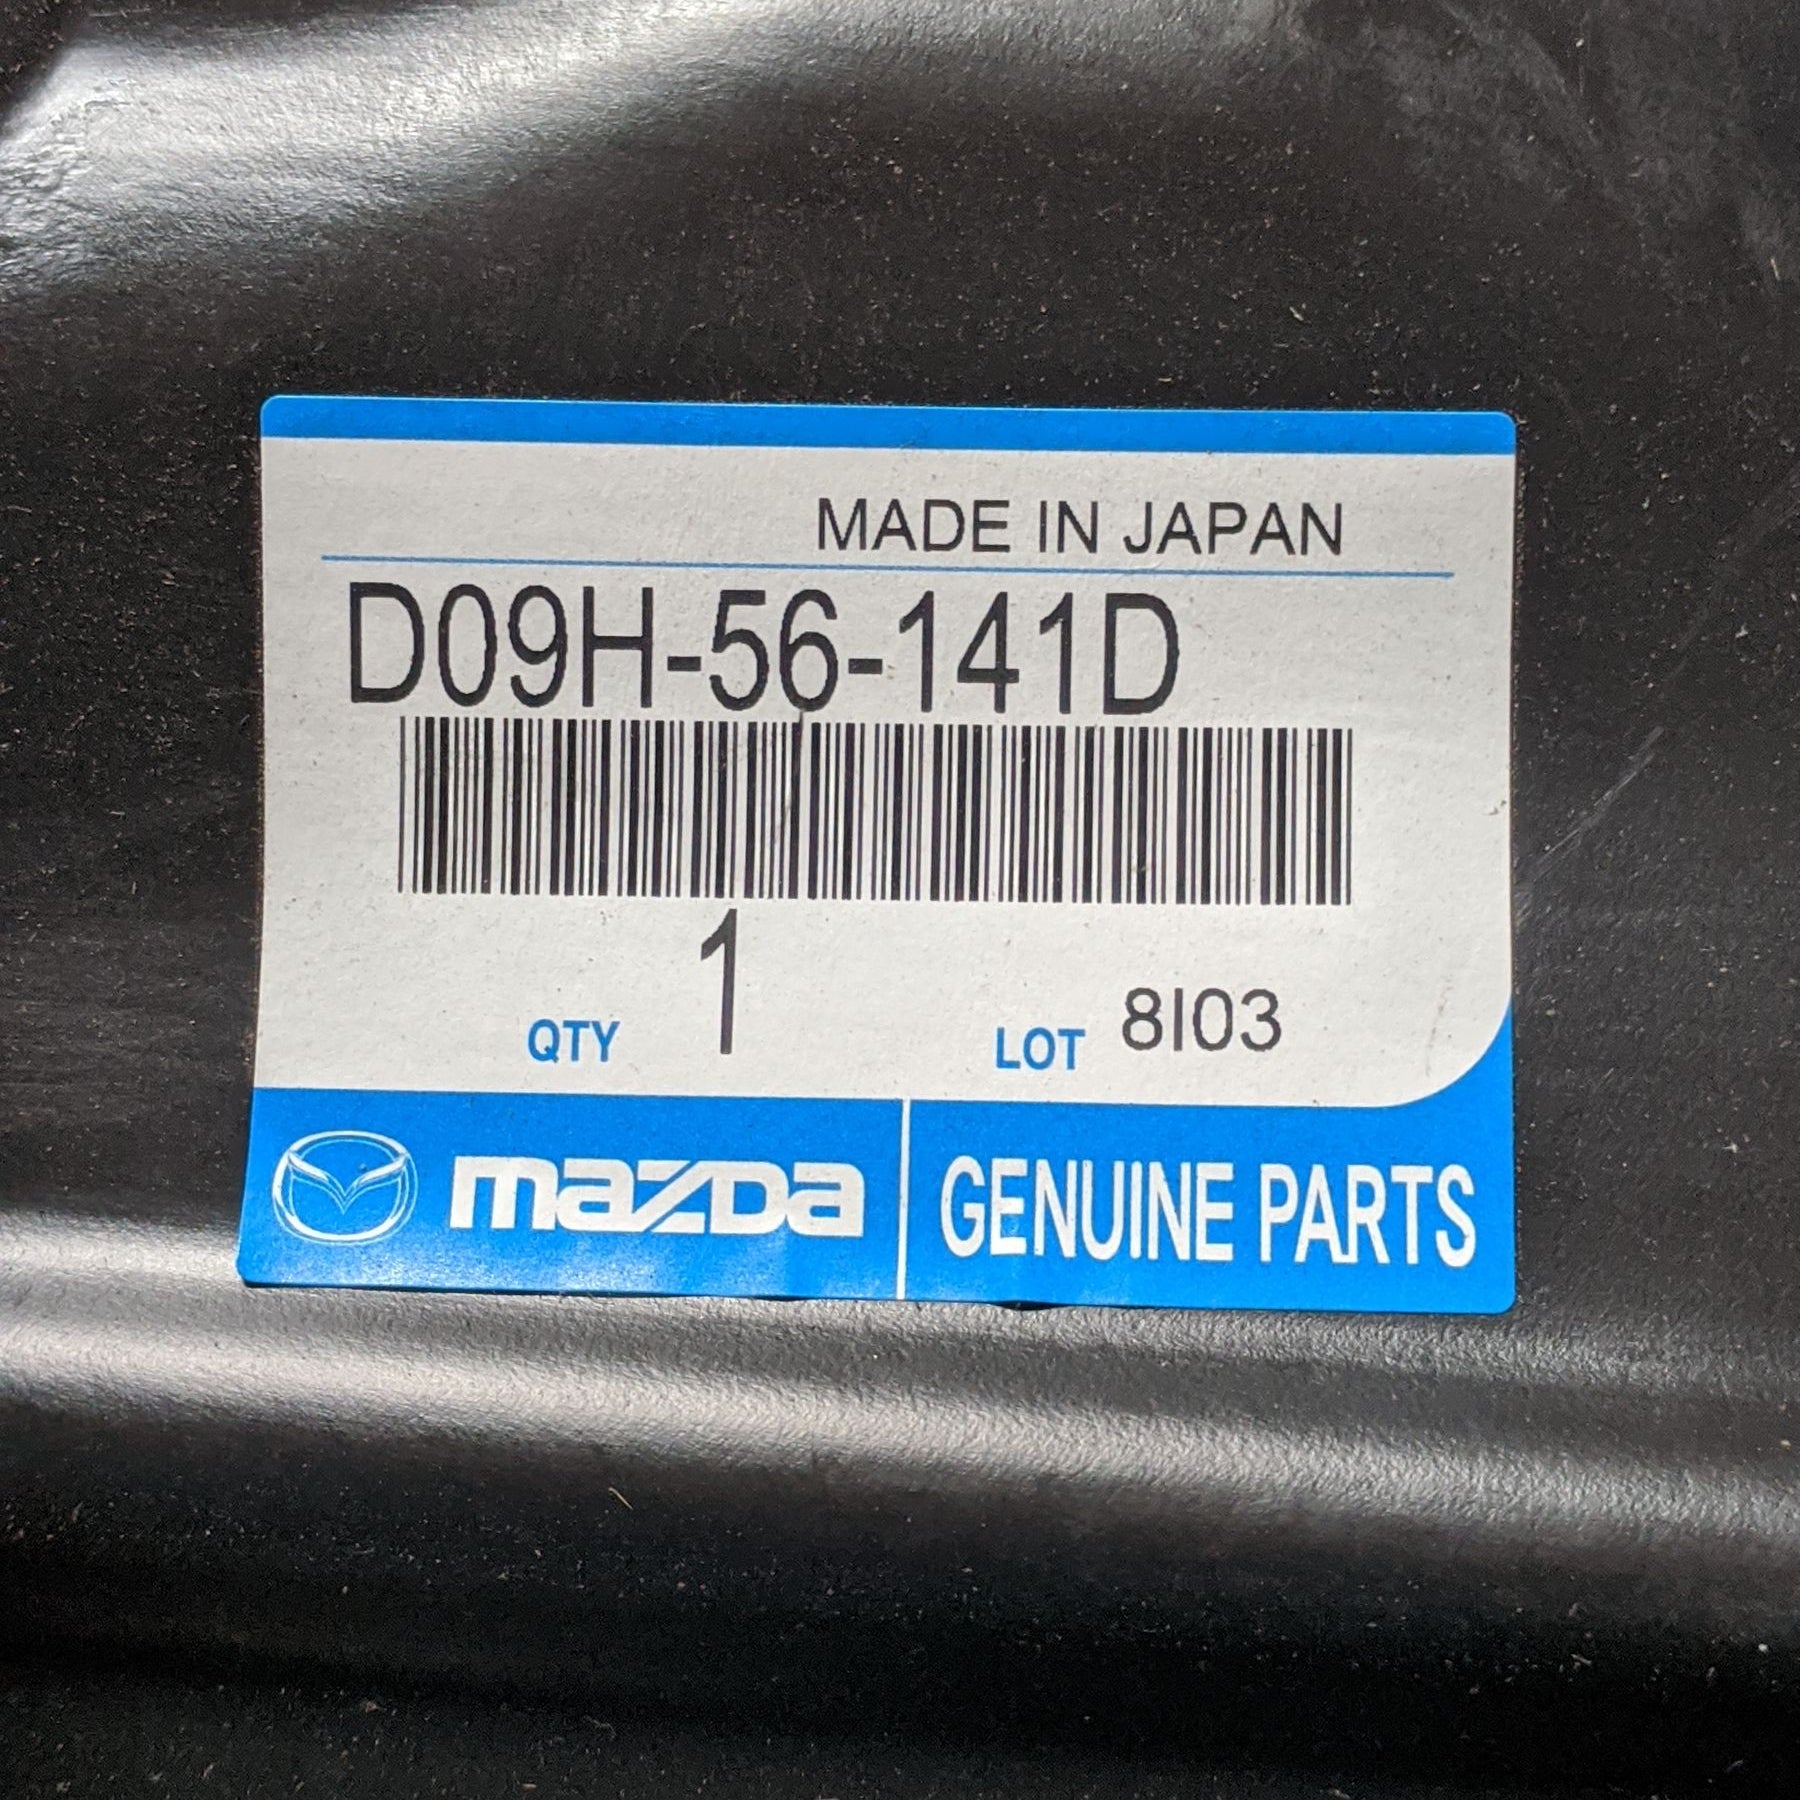 MADE IN JAPAN
D09H-56-141D
QTY 1 LOT 8I03
mazda GENUINE PARTS